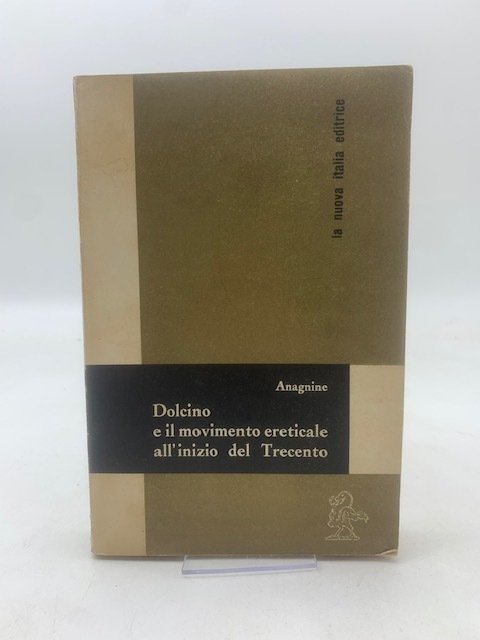 la nuova italia editrice
Anagnine
Dolcino
e il movimento ereticale
all'inizio del Trecento